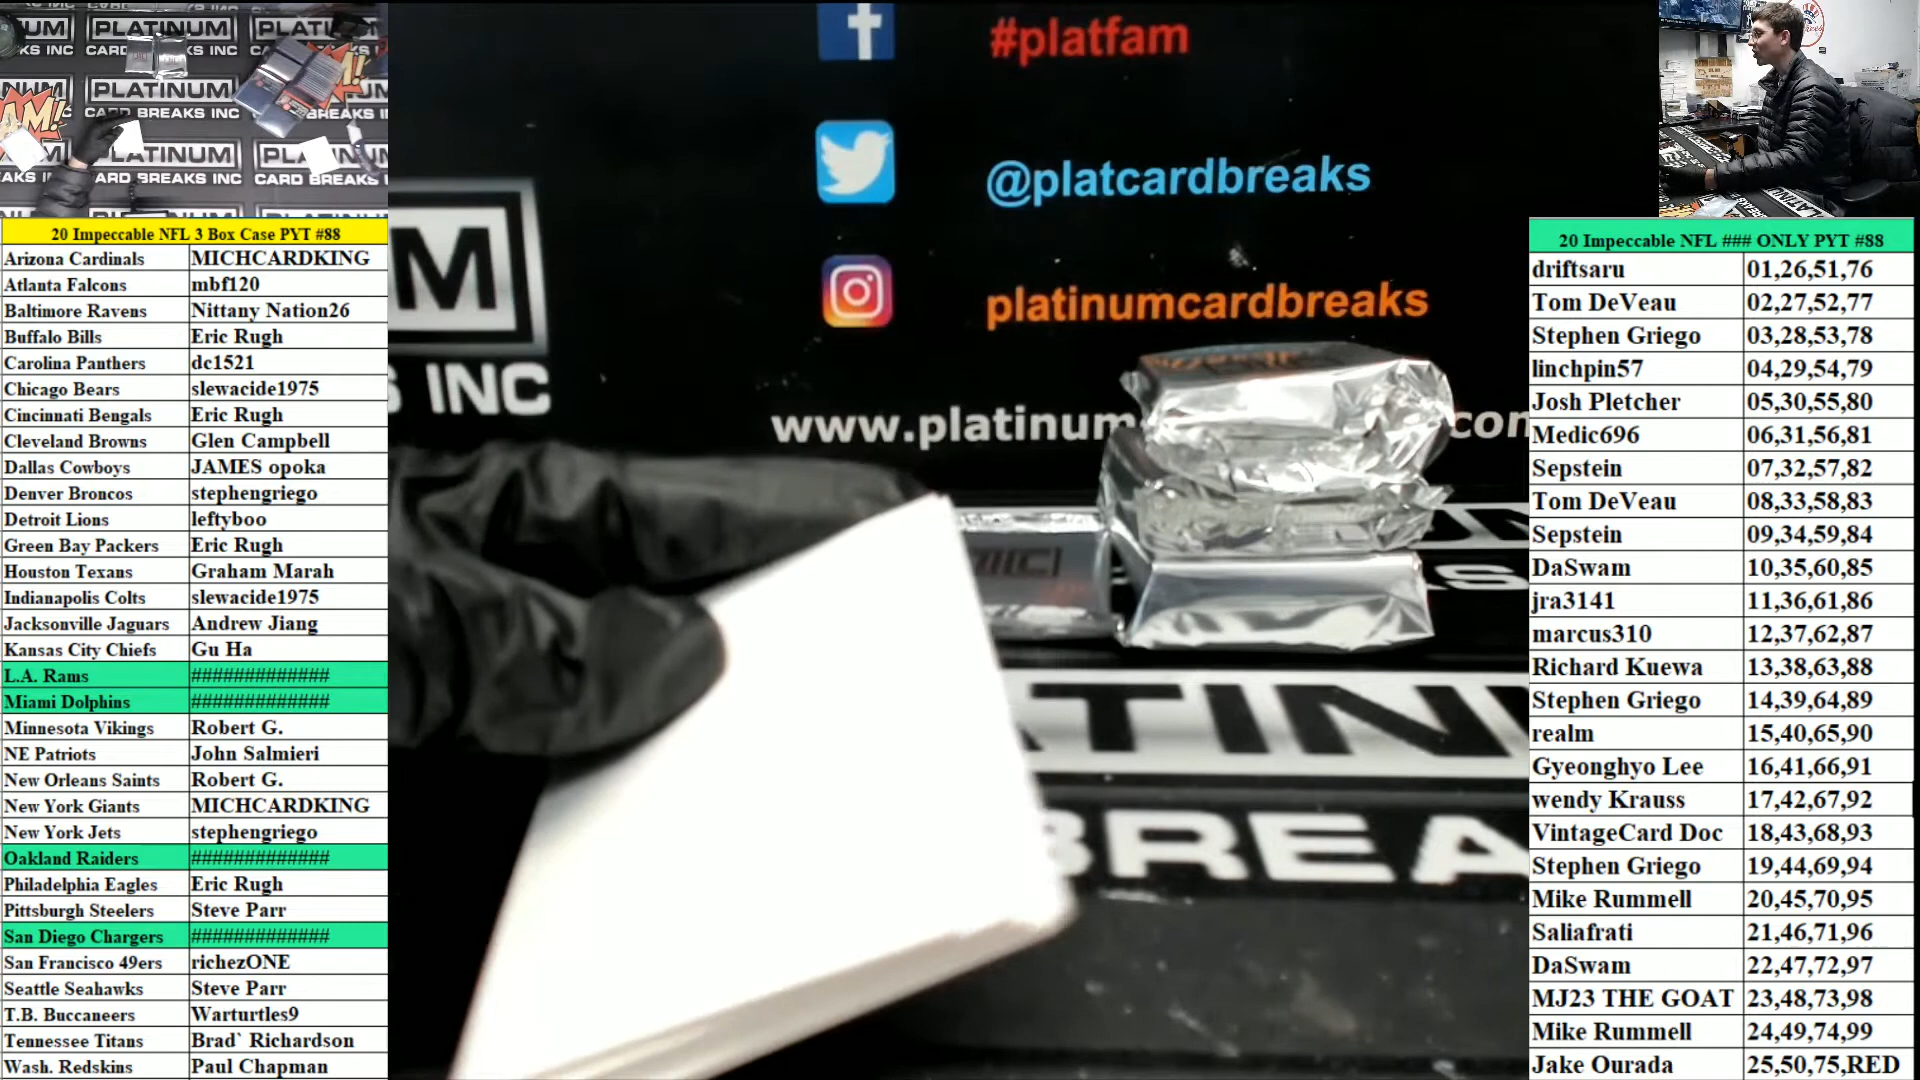 PLATINUM
CARD BREAKS INC
#platfam
@platcardbreaks
platinumcardbreaks
www.platinum
M
INC
TIN
BREA
20 Impeccable NFL 3 Box Case PYT #88
Arizona Cardinals MICHCARDKING
Atlanta Falcons mbf120
Baltimore Ravens Nittany Nation26
Buffalo Bills Eric Rugh
Carolina Panthers dc1521
Chicago Bears slewacide1975
Cincinnati Bengals Eric Rugh
Cleveland Browns Glen Campbell
Dallas Cowboys JAMES opoka
Denver Broncos stephengriego
Detroit Lions leftyboo
Green Bay Packers Eric Rugh
Houston Texans Graham Marah
Indianapolis Colts slewacide1975
Jacksonville Jaguars Andrew Jiang
Kansas City Chiefs Gu Ha
L.A. Rams #############
Miami Dolphins #############
Minnesota Vikings Robert G.
NE Patriots John Salmieri
New Orleans Saints Robert G.
New York Giants MICHCARDKING
New York Jets stephengriego
Oakland Raiders #############
Philadelphia Eagles Eric Rugh
Pittsburgh Steelers Steve Parr
San Diego Chargers #############
San Francisco 49ers richezONE
Seattle Seahawks Steve Parr
T.B. Buccaneers Warturtles9
Tennessee Titans Brad` Richardson
Wash. Redskins Paul Chapman
20 Impeccable NFL ### ONLY PYT #88
driftsaru 01,26,51,76
Tom DeVeau 02,27,52,77
Stephen Griego 03,28,53,78
linchpin57 04,29,54,79
Josh Pletcher 05,30,55,80
Medic696 06,31,56,81
Sepstein 07,32,57,82
Tom DeVeau 08,33,58,83
Sepstein 09,34,59,84
DaSwam 10,35,60,85
jra3141 11,36,61,86
marcus310 12,37,62,87
Richard Kuewa 13,38,63,88
Stephen Griego 14,39,64,89
realm 15,40,65,90
Gyeonghyo Lee 16,41,66,91
wendy Krauss 17,42,67,92
VintageCard Doc 18,43,68,93
Stephen Griego 19,44,69,94
Mike Rummell 20,45,70,95
Saliafrati 21,46,71,96
DaSwam 22,47,72,97
MJ23 THE GOAT 23,48,73,98
Mike Rummell 24,49,74,99
Jake Ourada 25,50,75,RED